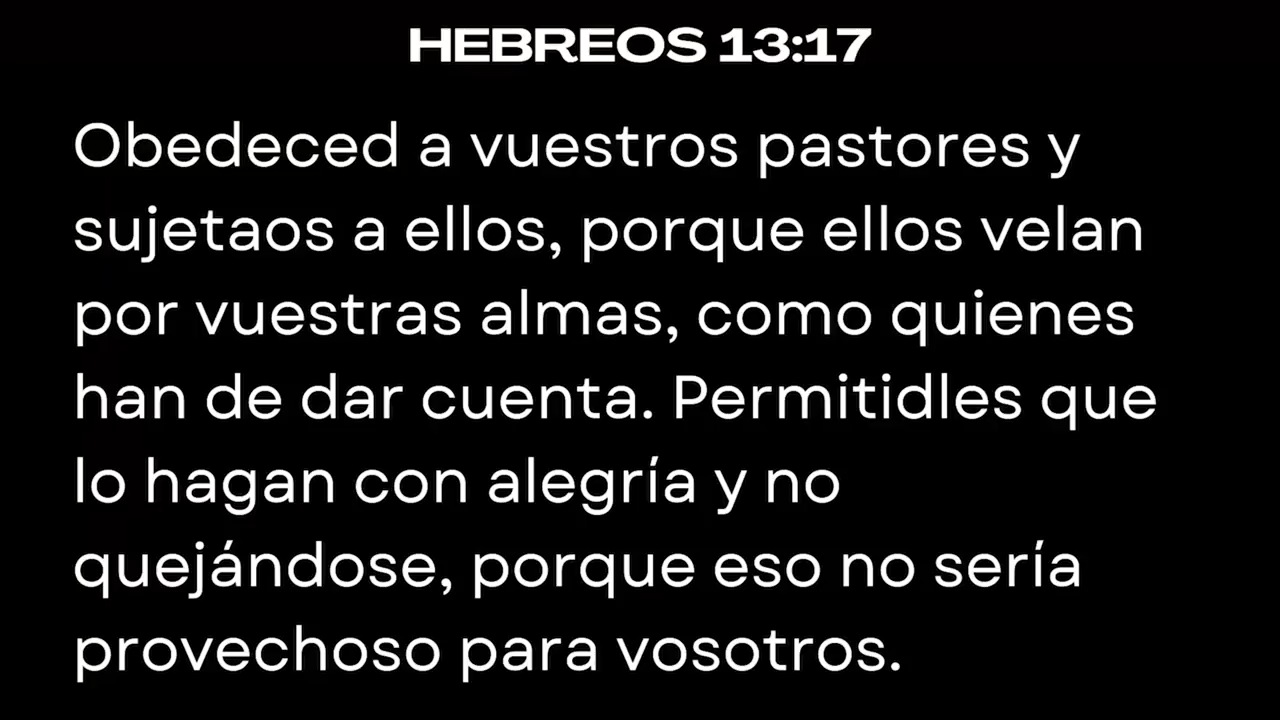 HEBREOS 13:17
Obedeced a vuestros pastores y
sujetaos a ellos, porque ellos velan
por vuestras almas, como quienes
han de dar cuenta. Permitidles que
lo hagan con alegría y no
quejándose, porque eso no sería
provechoso para vosotros.